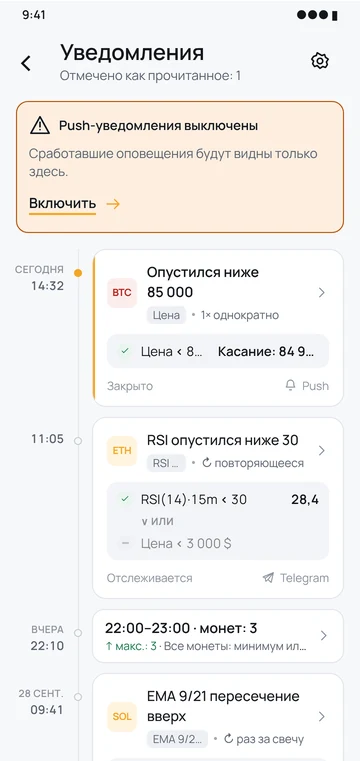 9:41
Уведомления
Отмечено как прочитанное: 1
Push-уведомления выключены
Сработавшие оповещения будут видны только
здесь.
Включить →
СЕГОДНЯ
14:32
BTC
Опустился ниже
85 000
Цена • 1× однократно
✓ Цена < 8... Касание: 84 9...
Закрыто Push
11:05
ETH
RSI опустился ниже 30
RSI ... • повторяющееся
✓ RSI(14)·15m < 30 28,4
∨ или
– Цена < 3 000 $
Отслеживается Telegram
ВЧЕРА
22:10
22:00–23:00 · монет: 3
↑ макс.: 3 · Все монеты: минимум ил...
28 СЕНТ.
09:41
SOL
EMA 9/21 пересечение
вверх
EMA 9/2... • раз за свечу